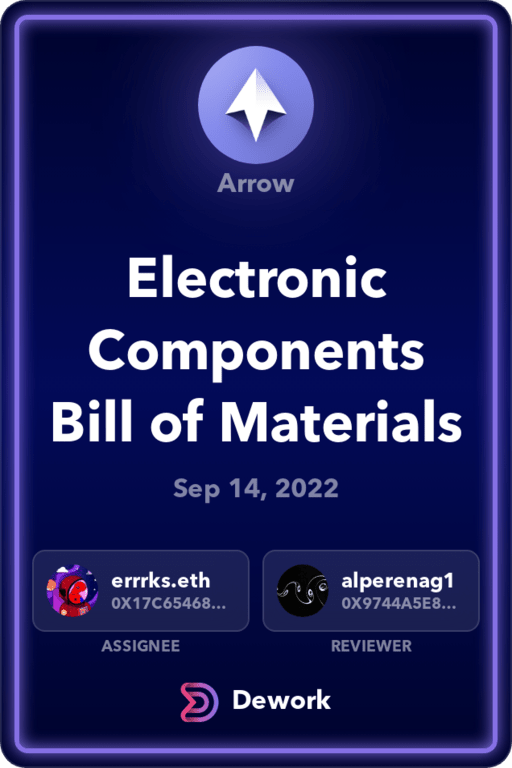 Arrow
Electronic
Components
Bill of Materials
Sep 14, 2022
errrks.eth
0X17C65468...
ASSIGNEE
alperenag1
0X9744A5E8...
REVIEWER
Dework